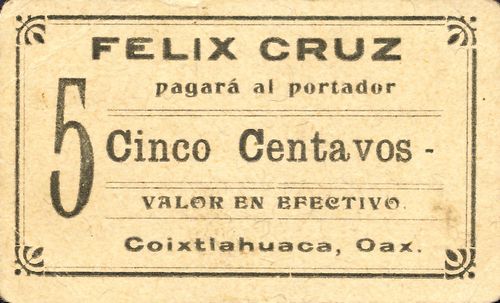 FELIX CRUZ
pagará al portador
5 Cinco Centavos -
VALOR EN EFECTIVO.
Coixtlahuaca, Oax.